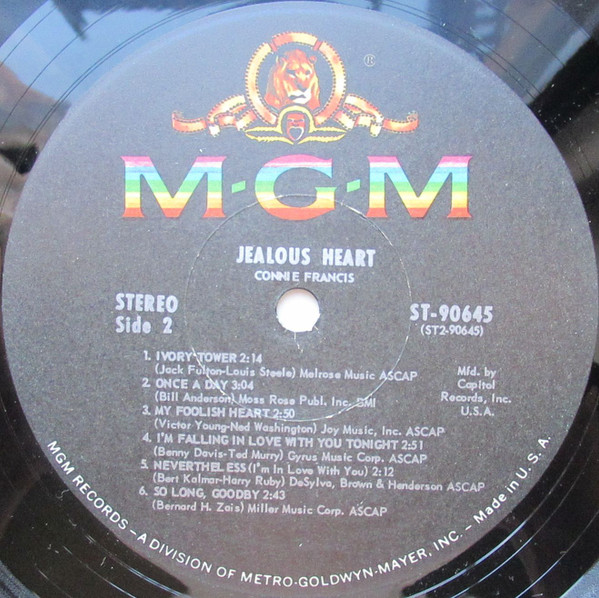 ®
M·G·M
JEALOUS HEART
CONNIE FRANCIS
STEREO
Side 2
ST-90645
(ST2-90645)
1. IVORY TOWER 2:14
(Jack Fulton-Louis Steele) Melrose Music ASCAP
2. ONCE A DAY 3:04
(Bill Anderson) Moss Rose Publ. Inc. BMI
3. MY FOOLISH HEART 2:50
(Victor Young-Ned Washington) Joy Music, Inc. ASCAP
4. I'M FALLING IN LOVE WITH YOU TONIGHT 2:51
(Benny Davis-Ted Murry) Gyrus Music Corp. ASCAP
5. NEVERTHELESS (I'm In Love With You) 2:12
(Bert Kalmar-Harry Ruby) DeSylva, Brown & Henderson ASCAP
6. SO LONG, GOODBY 2:43
(Bernard H. Zais) Miller Music Corp. ASCAP
Mfd. by
Capitol
Records, Inc.
U.S.A.
MGM RECORDS – A DIVISION OF METRO-GOLDWYN-MAYER, INC. – Made in U.S.A.